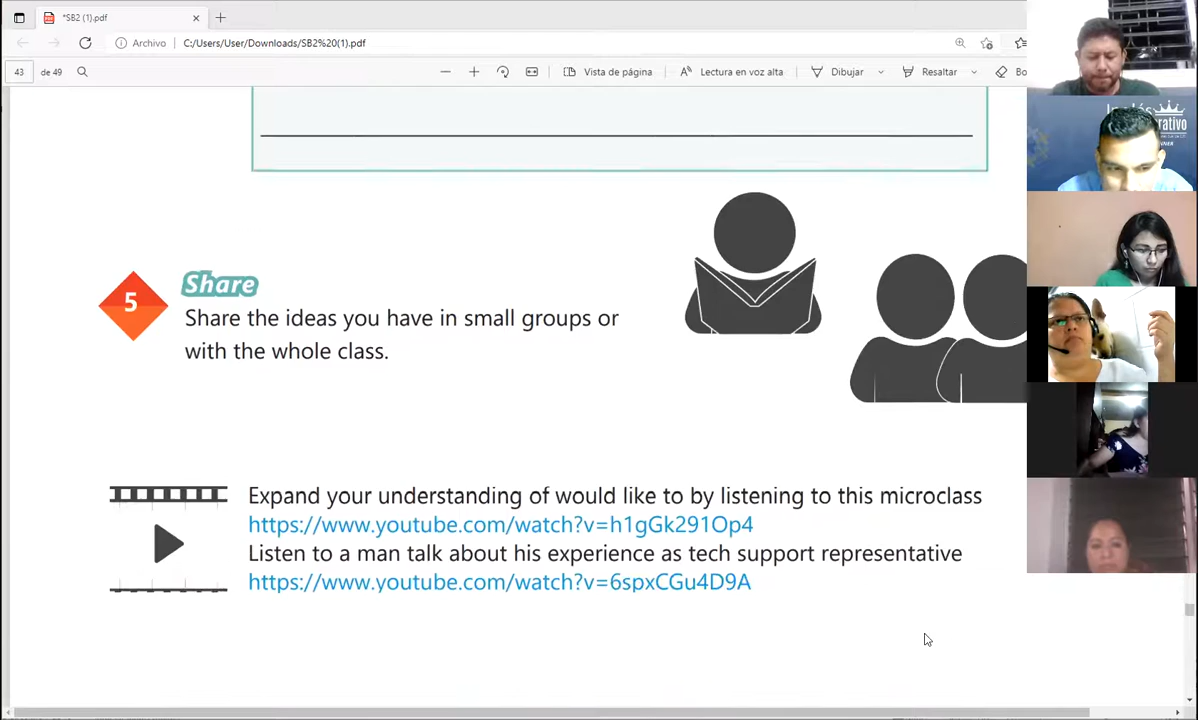 *SB2 (1).pdf
Archivo
C:/Users/User/Downloads/SB2%20(1).pdf
43
de 49
Vista de página
Lectura en voz alta
Dibujar
Resaltar
Bo
5
Share
Share the ideas you have in small groups or
with the whole class.
Expand your understanding of would like to by listening to this microclass
https://www.youtube.com/watch?v=h1gGk291Op4
Listen to a man talk about his experience as tech support representative
https://www.youtube.com/watch?v=6spxCGu4D9A